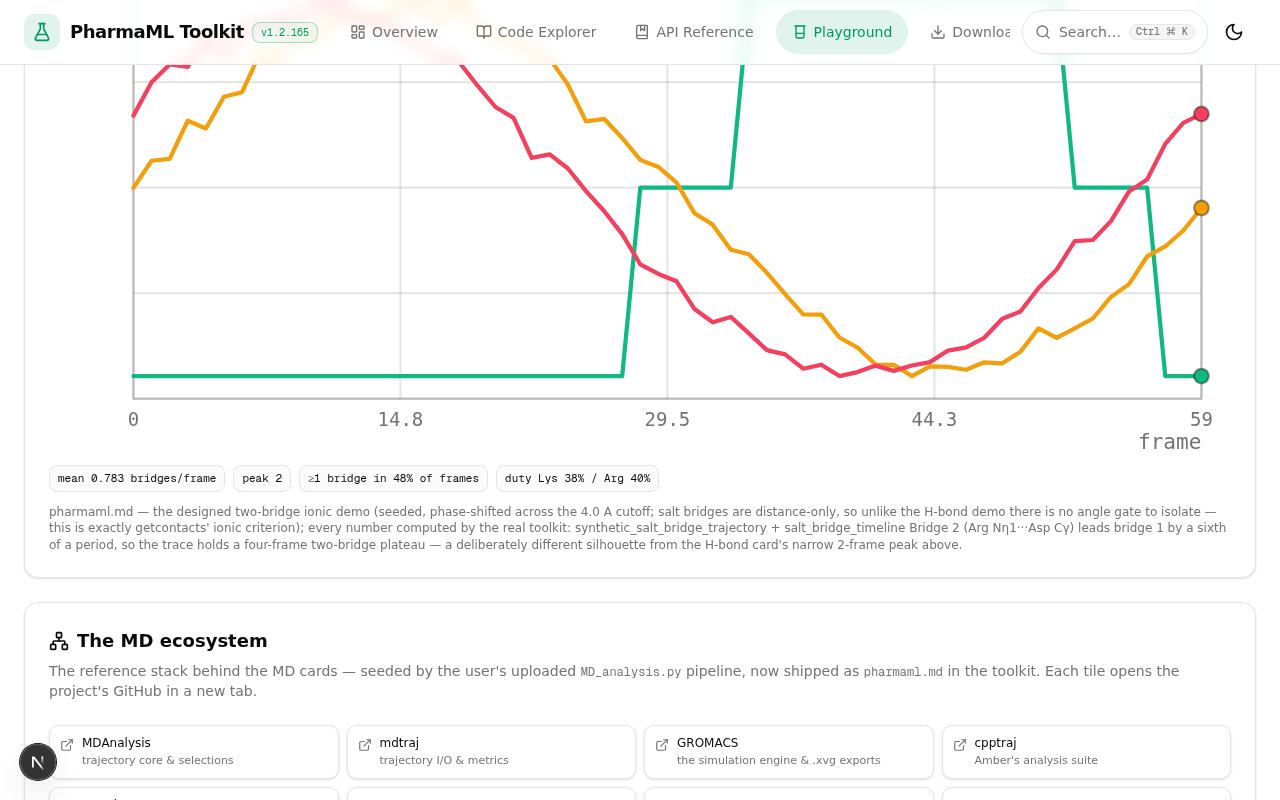 PharmaML Toolkit v1.2.165 Overview Code Explorer API Reference Playground Downloa Search... Ctrl ⌘ K
0 14.8 29.5 44.3 59
frame
mean 0.783 bridges/frame peak 2 ≥1 bridge in 48% of frames duty Lys 38% / Arg 40%
pharmaml.md — the designed two-bridge ionic demo (seeded, phase-shifted across the 4.0 A cutoff; salt bridges are distance-only, so unlike the H-bond demo there is no angle gate to isolate —
this is exactly getcontacts' ionic criterion); every number computed by the real toolkit: synthetic_salt_bridge_trajectory + salt_bridge_timeline Bridge 2 (Arg Nη1···Asp Cγ) leads bridge 1 by a sixth
of a period, so the trace holds a four-frame two-bridge plateau — a deliberately different silhouette from the H-bond card's narrow 2-frame peak above.
The MD ecosystem
The reference stack behind the MD cards — seeded by the user's uploaded MD_analysis.py pipeline, now shipped as pharmaml.md in the toolkit. Each tile opens the
project's GitHub in a new tab.
MDAnalysis mdtraj GROMACS cpptraj
trajectory core & selections trajectory I/O & metrics the simulation engine & .xvg exports Amber's analysis suite
N